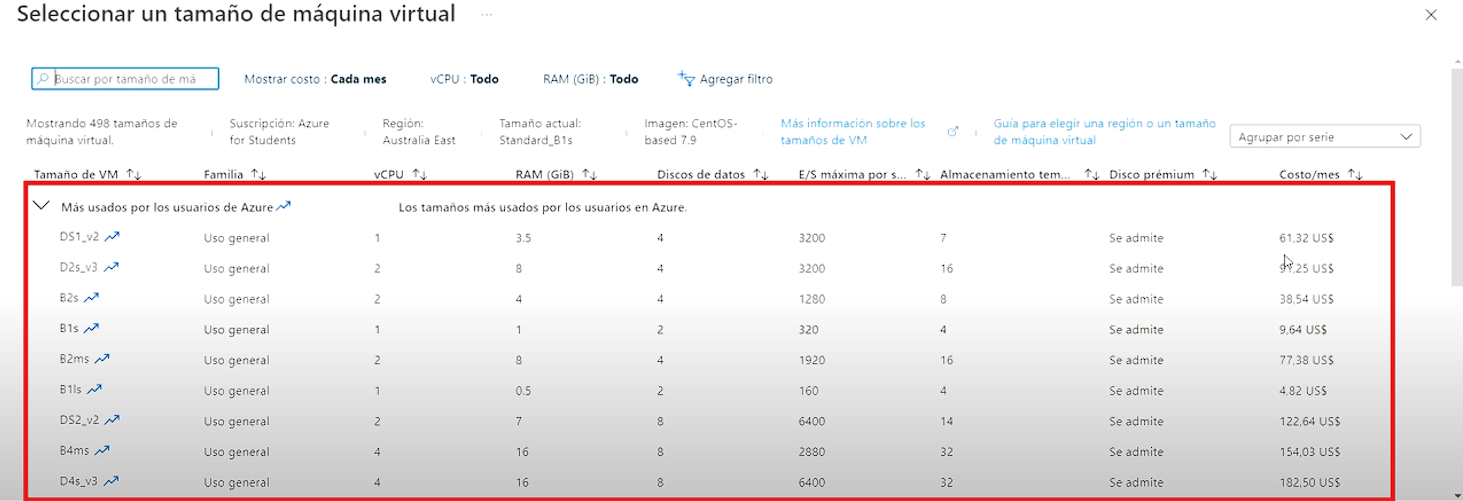 Seleccionar un tamaño de máquina virtual ...
Buscar por tamaño de má
Mostrar costo : Cada mes
vCPU : Todo
RAM (GiB) : Todo
Agregar filtro
Mostrando 498 tamaños de
máquina virtual.
Suscripción: Azure
for Students
Región:
Australia East
Tamaño actual:
Standard_B1s
Imagen: CentOS-
based 7.9
Más información sobre los
tamaños de VM
Guía para elegir una región o un tamaño
de máquina virtual
Agrupar por serie
Tamaño de VM Familia vCPU RAM (GiB) Discos de datos E/S máxima por s... Almacenamiento tem... Disco prémium Costo/mes
Más usados por los usuarios de Azure Los tamaños más usados por los usuarios en Azure.
DS1_v2 Uso general 1 3.5 4 3200 7 Se admite 61,32 US$
D2s_v3 Uso general 2 8 4 3200 16 Se admite 91,25 US$
B2s Uso general 2 4 4 1280 8 Se admite 38,54 US$
B1s Uso general 1 1 2 320 4 Se admite 9,64 US$
B2ms Uso general 2 8 4 1920 16 Se admite 77,38 US$
B1ls Uso general 1 0.5 2 160 4 Se admite 4,82 US$
DS2_v2 Uso general 2 7 8 6400 14 Se admite 122,64 US$
B4ms Uso general 4 16 8 2880 32 Se admite 154,03 US$
D4s_v3 Uso general 4 16 8 6400 32 Se admite 182,50 US$